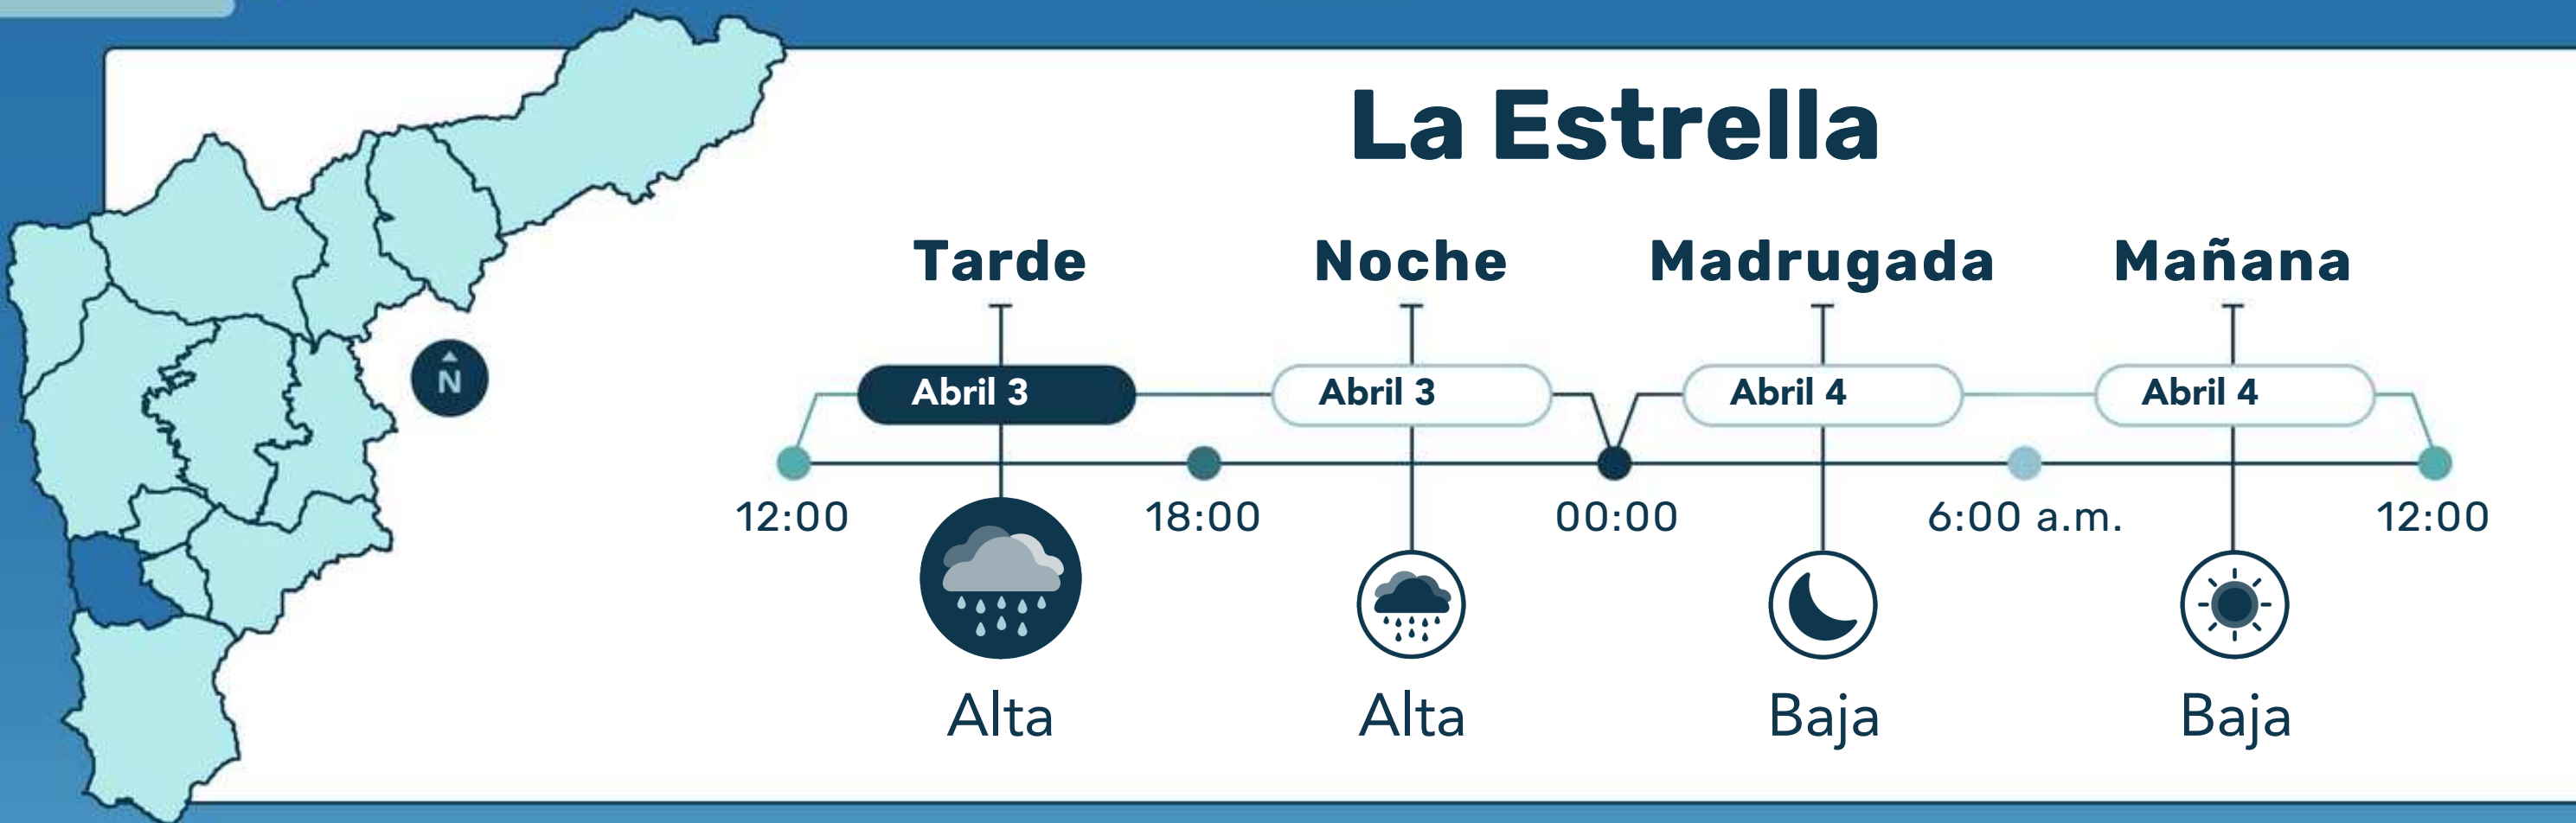 La Estrella
Tarde Noche Madrugada Mañana
Abril 3 Abril 3 Abril 4 Abril 4
N
12:00 18:00 00:00 6:00 a.m. 12:00
Alta Alta Baja Baja